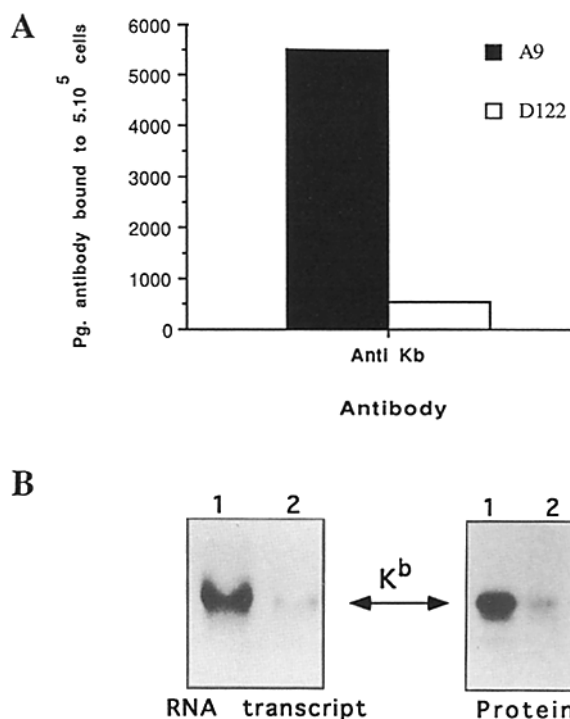 A
Pg. antibody bound to 5.10^5 cells
6000
5000
4000
3000
2000
1000
0
A9
D122
Anti Kb
Antibody
B
1 2
1 2
K^b
RNA transcript
Protein